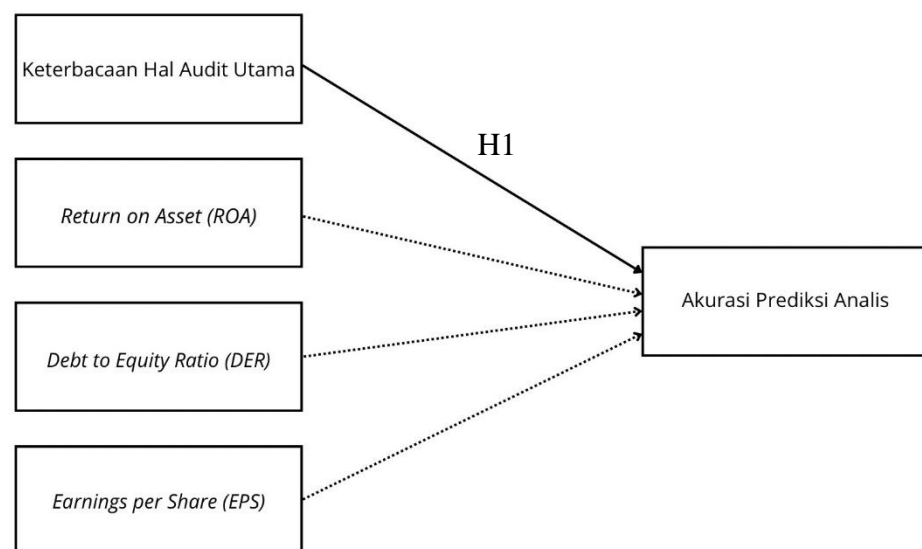 Keterbacaan Hal Audit Utama
H1
Return on Asset (ROA)
Akurasi Prediksi Analis
Debt to Equity Ratio (DER)
Earnings per Share (EPS)